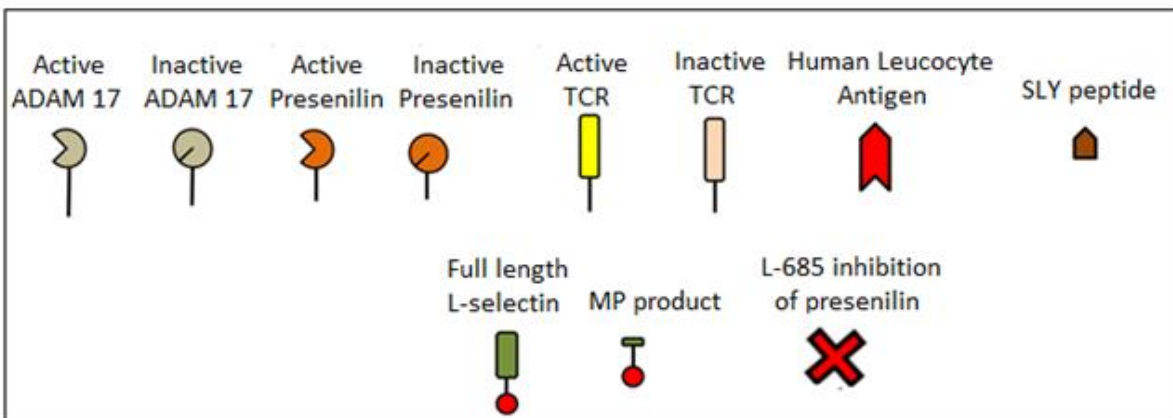 Active ADAM 17
Inactive ADAM 17
Active Presenilin
Inactive Presenilin
Active TCR
Inactive TCR
Human Leucocyte Antigen
SLY peptide
Full length L-selectin
MP product
L-685 inhibition of presenilin